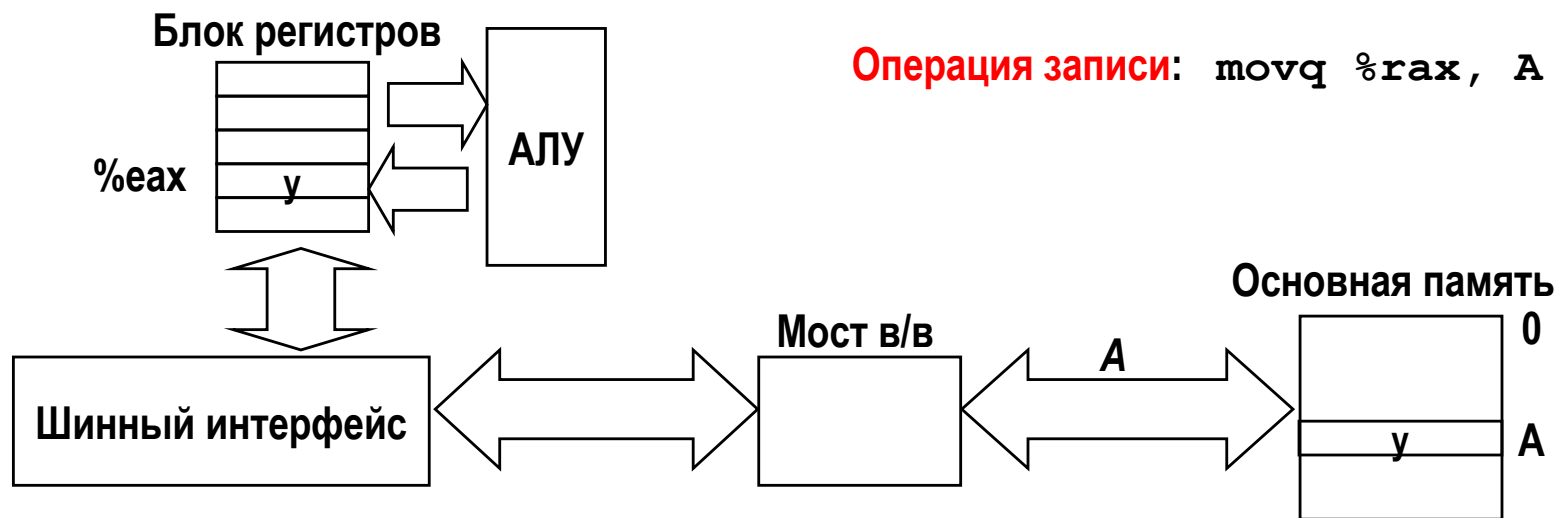 Блок регистров
Операция записи: movq %rax, A
АЛУ
%eax
y
Основная память
0
Мост в/в
A
Шинный интерфейс
y
A